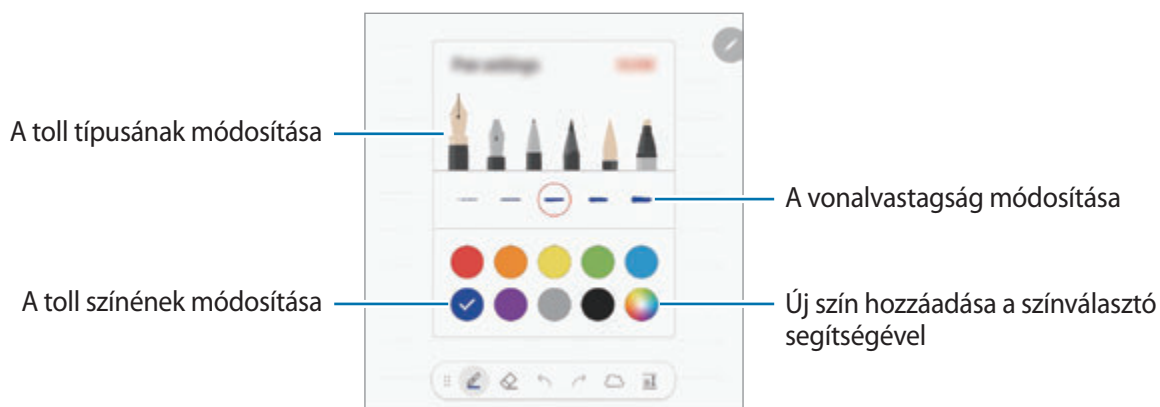 A toll típusának módosítása
A vonalvastagság módosítása
A toll színének módosítása
Új szín hozzáadása a színválasztó
segítségével